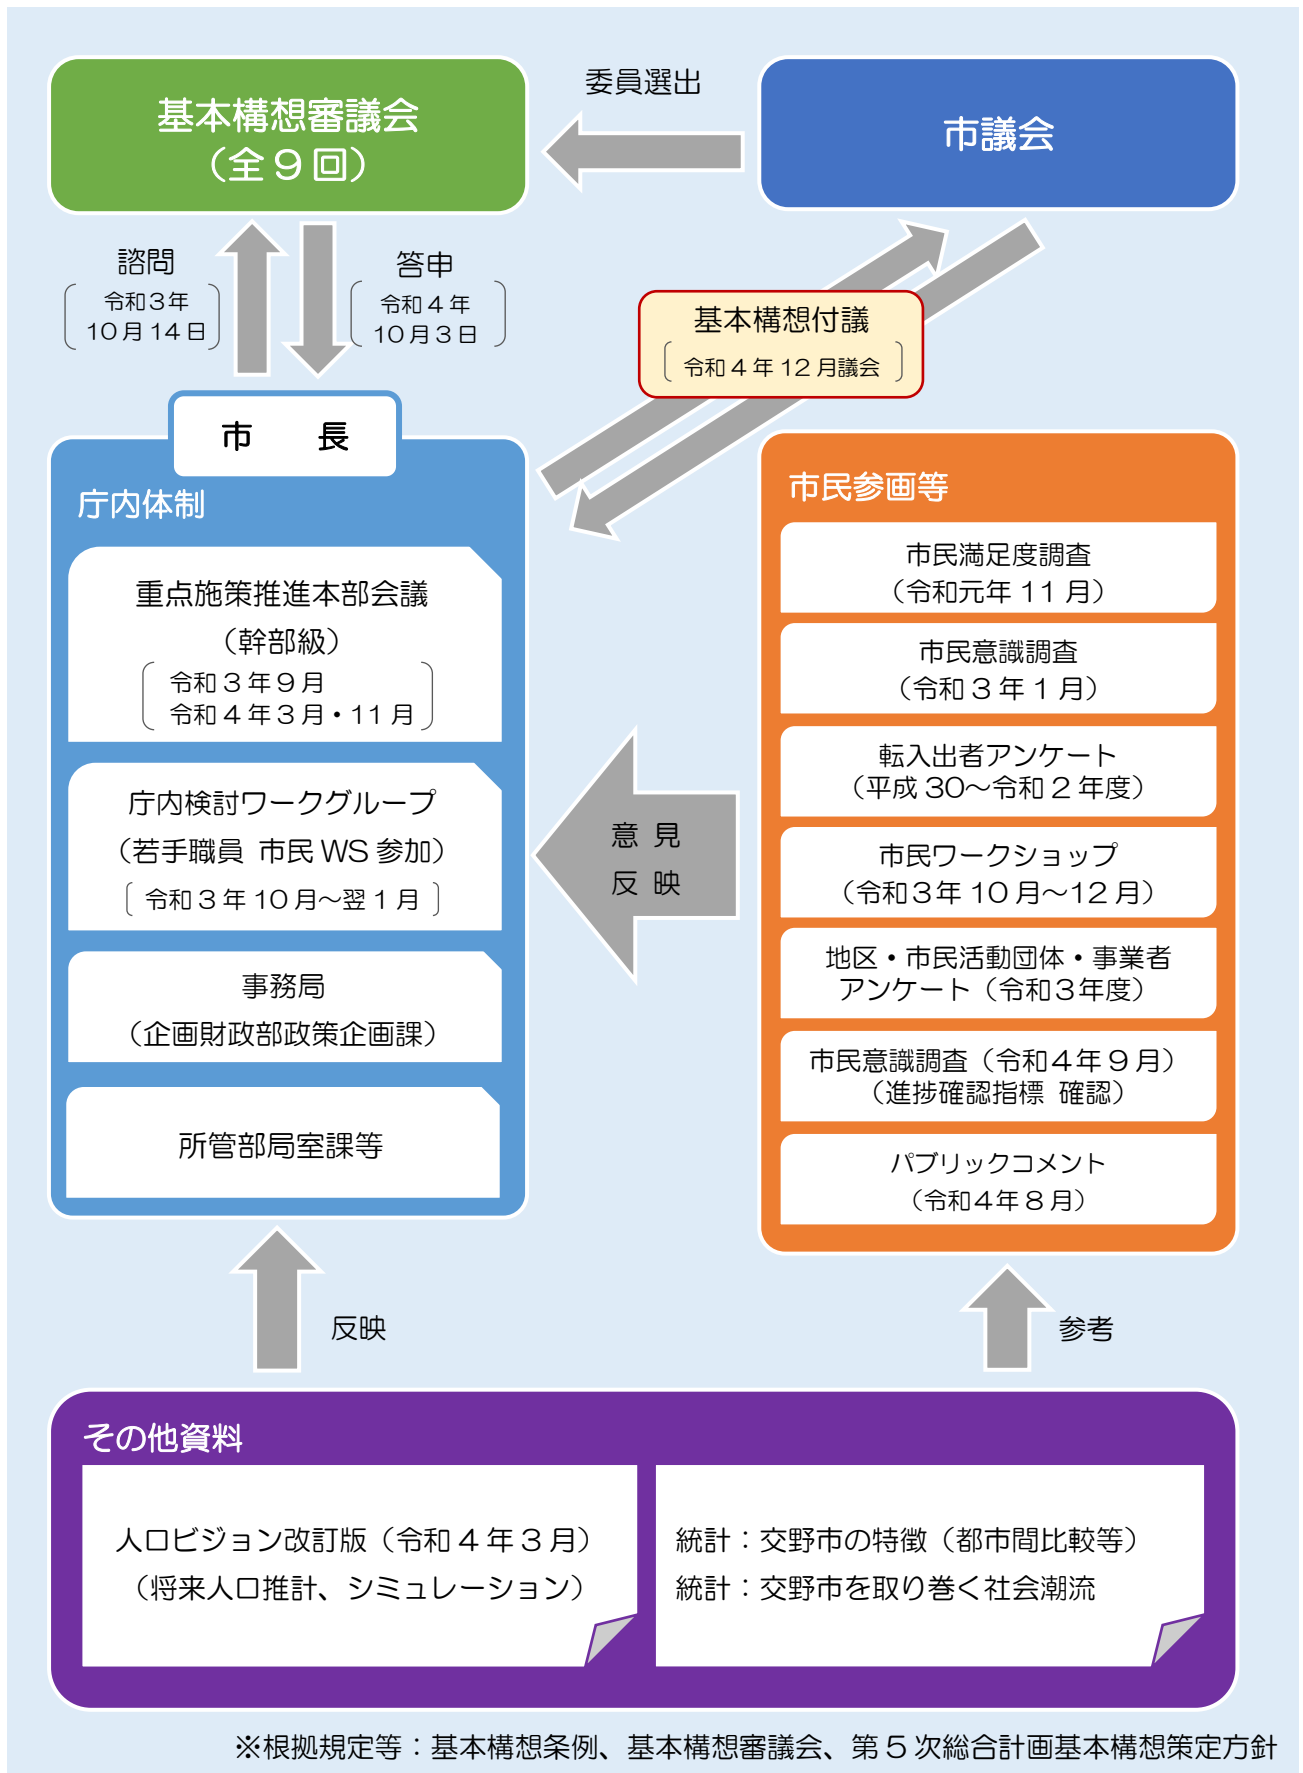 基本構想審議会
（全９回）
委員選出
市議会
諮問
令和３年
10月14日
答申
令和４年
10月３日
基本構想付議
令和４年12月議会
市　長
庁内体制
重点施策推進本部会議
（幹部級）
令和３年９月
令和４年３月・11月
庁内検討ワークグループ
（若手職員 市民WS参加）
令和３年10月～翌１月
事務局
（企画財政部政策企画課）
所管部局室課等
意 見
反 映
市民参画等
市民満足度調査
（令和元年11月）
市民意識調査
（令和３年１月）
転入出者アンケート
（平成30～令和２年度）
市民ワークショップ
（令和３年10月～12月）
地区・市民活動団体・事業者
アンケート（令和３年度）
市民意識調査（令和４年９月）
（進捗確認指標 確認）
パブリックコメント
（令和４年８月）
反映
参考
その他資料
人口ビジョン改訂版（令和４年３月）
（将来人口推計、シミュレーション）
統計：交野市の特徴（都市間比較等）
統計：交野市を取り巻く社会潮流
※根拠規定等：基本構想条例、基本構想審議会、第５次総合計画基本構想策定方針